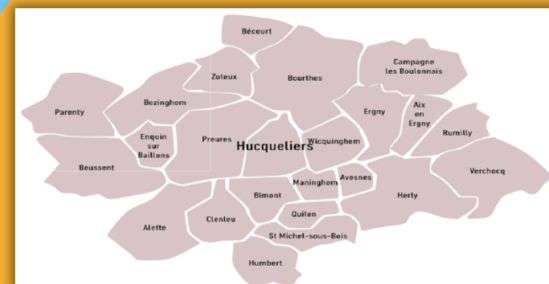 Bécourt
Campagne
les Boulonnais
Zoteux
Bourthes
Bezinghem
Parenty
Ergny
Aix
en
Ergny
Rumilly
Enquin
sur
Baillons
Preures
Hucqueliers
Wicquinghem
Beussent
Verchocq
Maninghem
Avesnes
Bimont
Herly
Quilen
Clenleu
Alette
St Michel-sous-Bois
Humbert